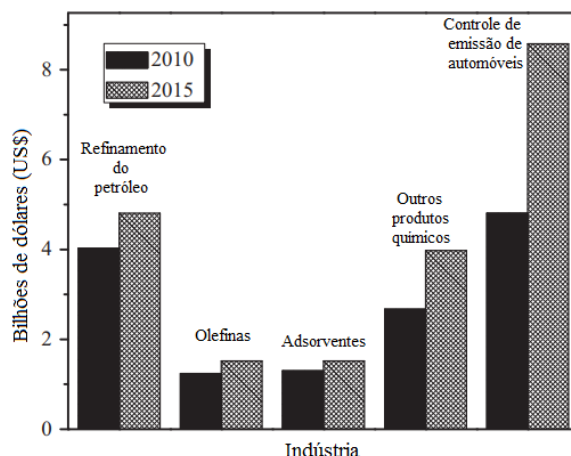 Bilhões de dólares (US$)
8
6
4
2
0
2010
2015
Refinamento
do
petróleo
Olefinas
Adsorventes
Outros
produtos
quimicos
Controle de
emissão de
automóveis
Indústria